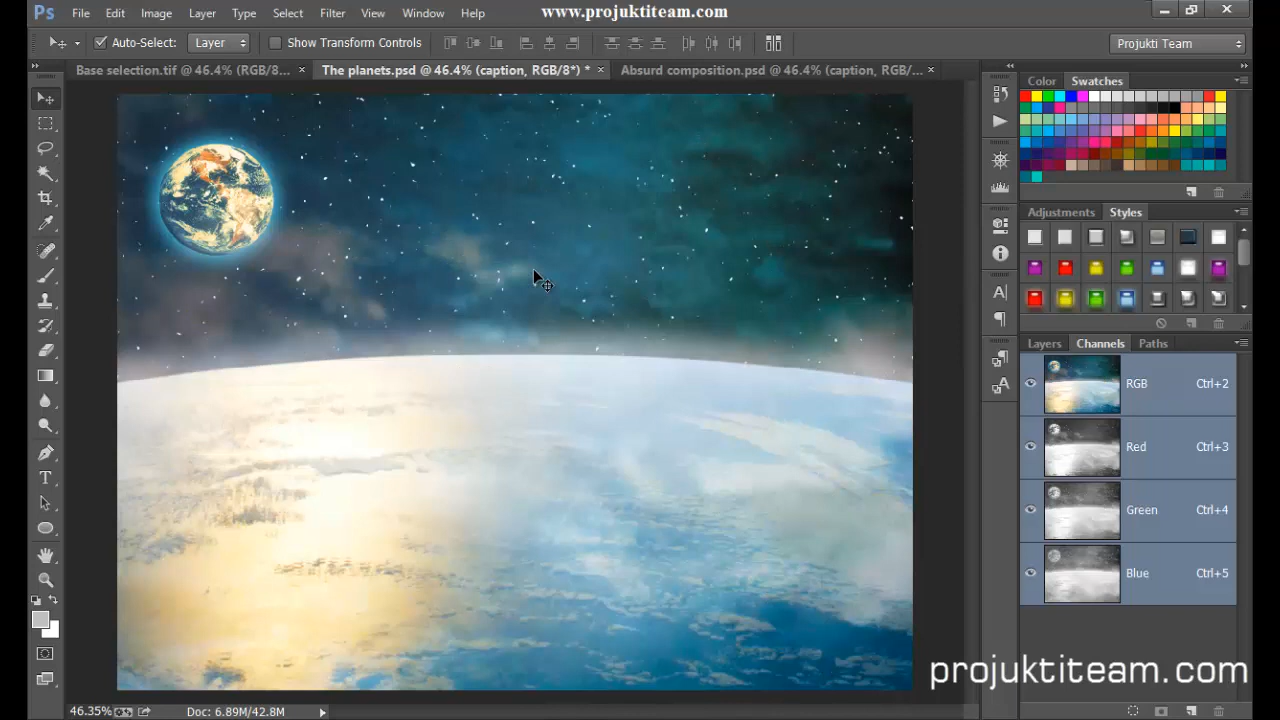 www.projuktiteam.com
Ps File Edit Image Layer Type Select Filter View Window Help
Auto-Select: Layer Show Transform Controls Projekti Team
Base selection.tif @ 46.4% (RGB/8... × The planets.psd @ 46.4% (caption, RGB/8*) * × Absurd composition.psd @ 46.4% (caption, RGB/... ×
Color Swatches
Adjustments Styles
Layers Channels Paths
RGB Ctrl+2
Red Ctrl+3
Green Ctrl+4
Blue Ctrl+5
projuktiteam.com
46.35% Doc: 6.89M/42.8M